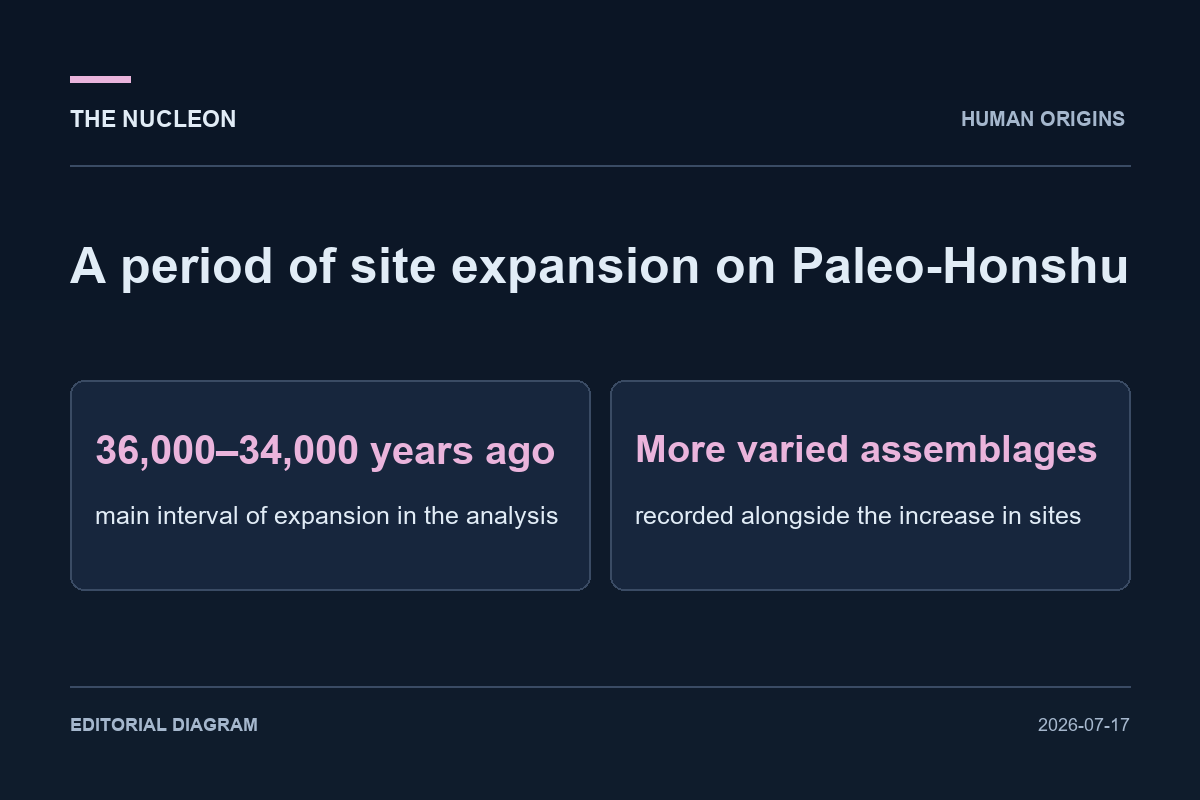 THE NUCLEON
HUMAN ORIGINS
A period of site expansion on Paleo-Honshu
36,000–34,000 years ago
main interval of expansion in the analysis
More varied assemblages
recorded alongside the increase in sites
EDITORIAL DIAGRAM
2026-07-17